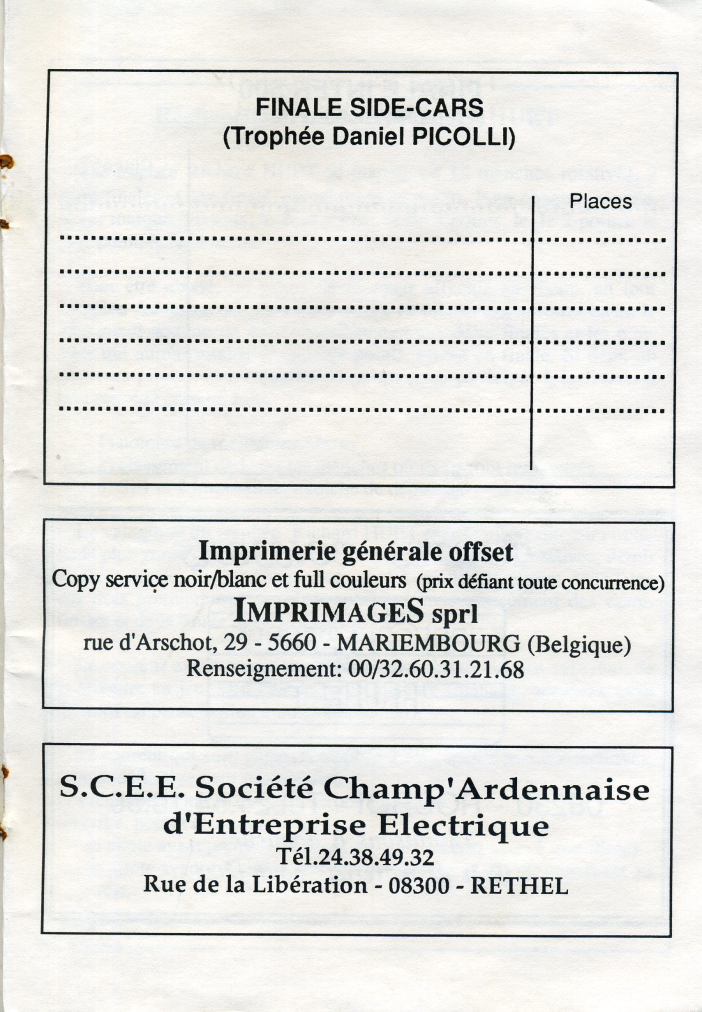 FINALE SIDE-CARS
(Trophée Daniel PICOLLI)
Places
Imprimerie générale offset
Copy service noir/blanc et full couleurs (prix défiant toute concurrence)
IMPRIMAGES sprl
rue d'Arschot, 29 - 5660 - MARIEMBOURG (Belgique)
Renseignement: 00/32.60.31.21.68
S.C.E.E. Société Champ'Ardennaise
d'Entreprise Electrique
Tél.24.38.49.32
Rue de la Libération - 08300 - RETHEL